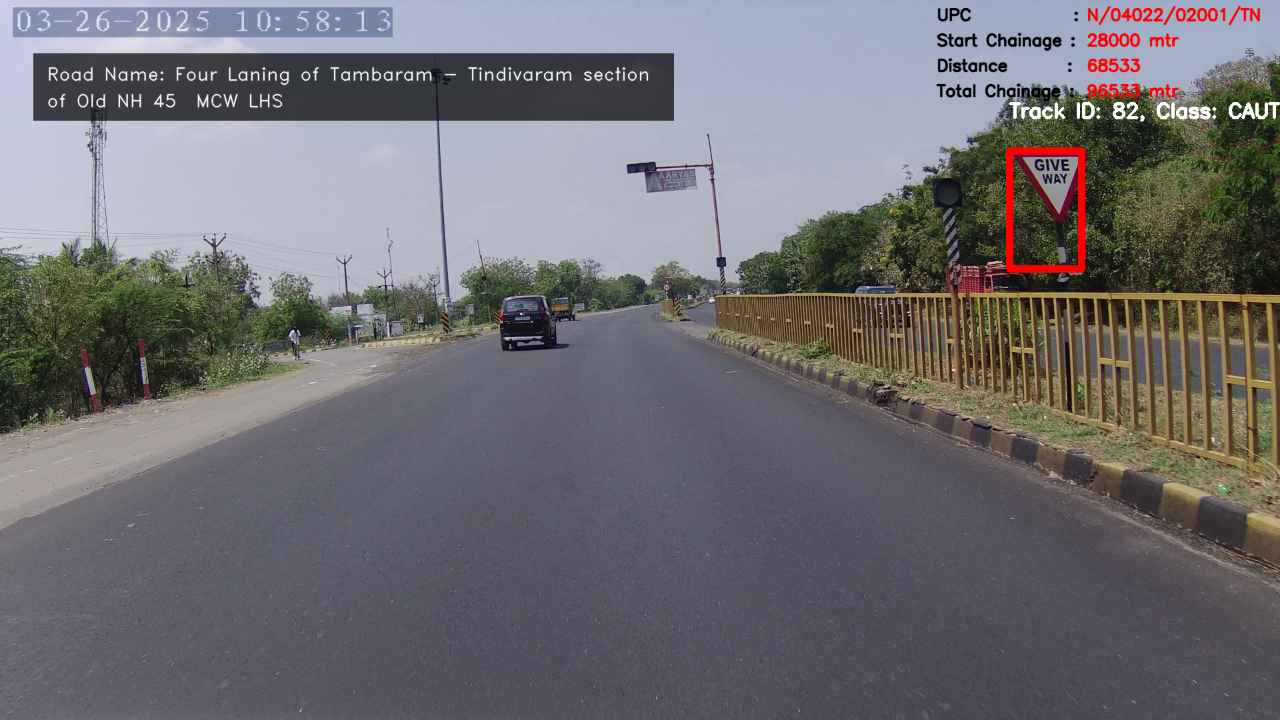 03-26-2025 10:58:13
Road Name: Four Laning of Tambaram – Tindivaram section
of Old NH 45 MCW LHS
UPC : N/04022/02001/TN
Start Chainage : 28000 mtr
Distance : 68533
Total Chainage : 96533 mtr
Track ID: 82, Class: CAUT
GIVE
WAY